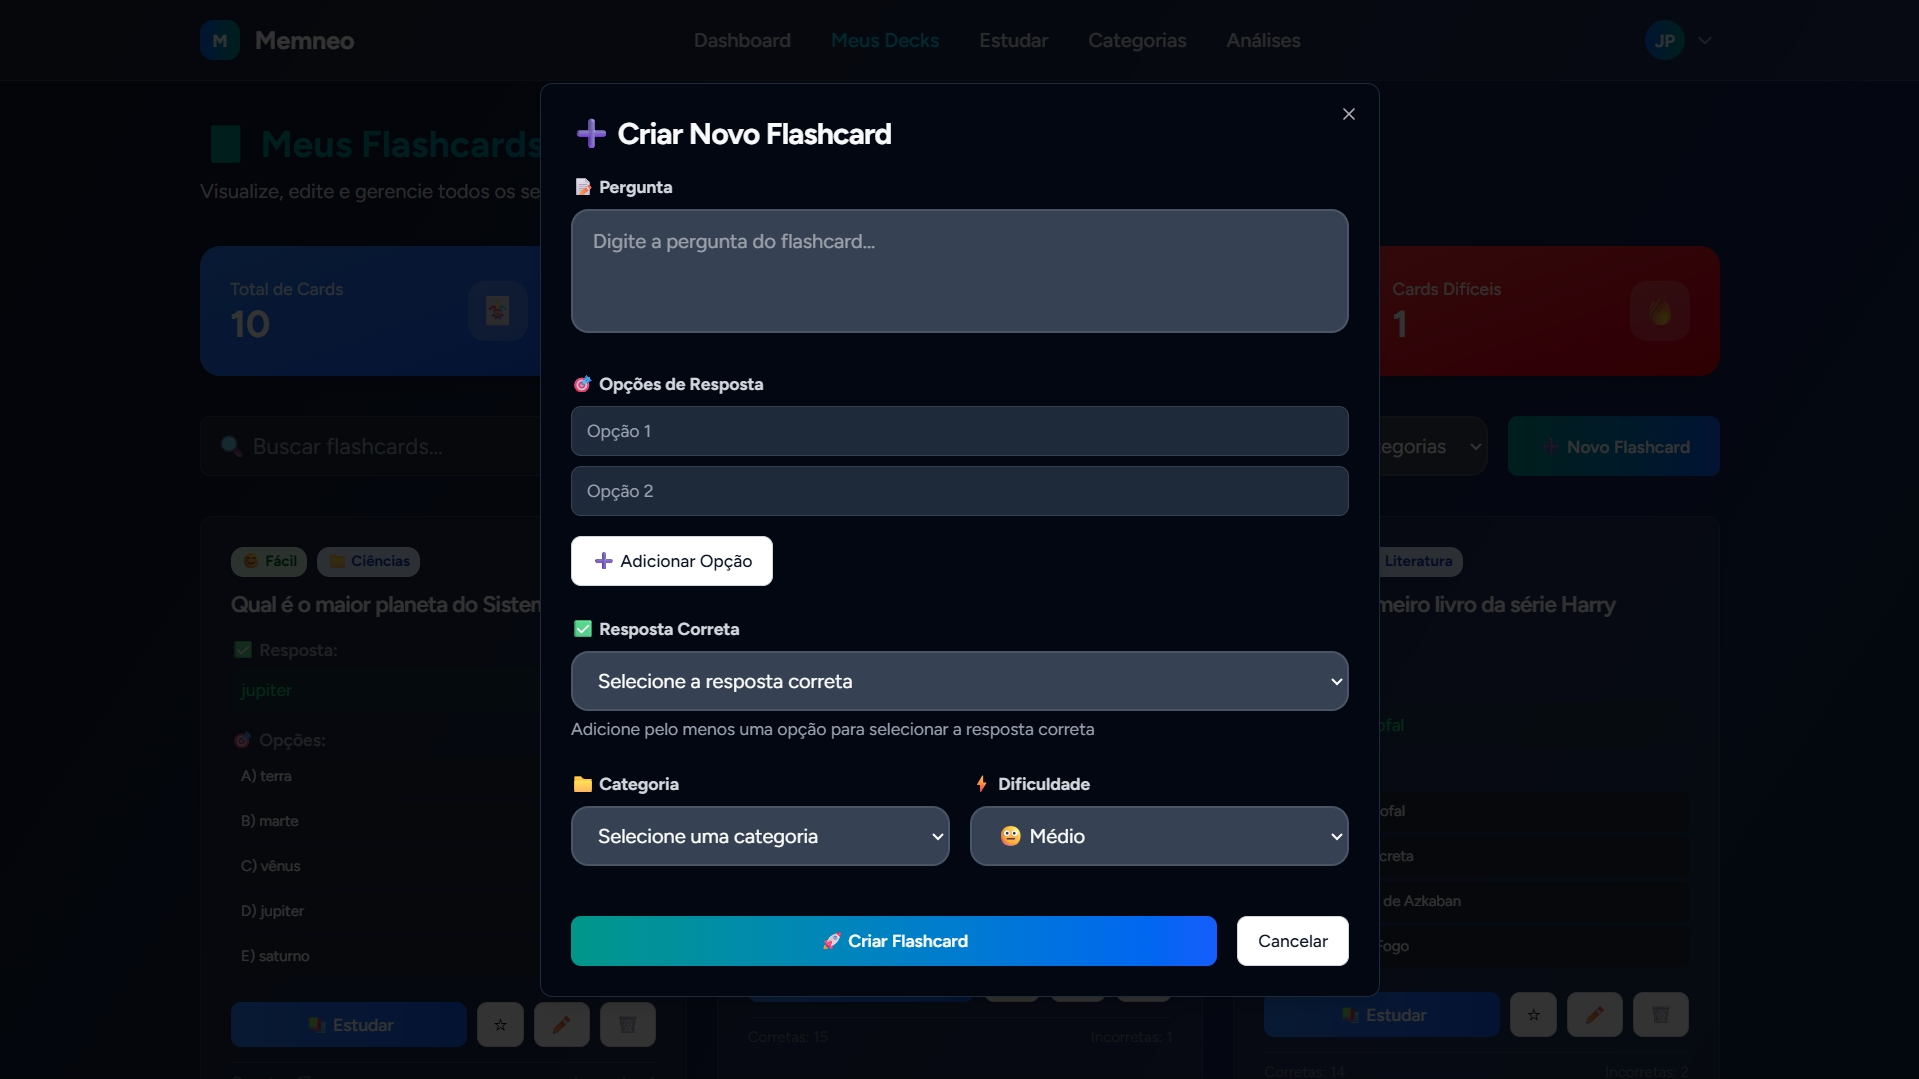 M Memneo
Dashboard
Meus Decks
Estudar
Categorias
Análises
JP
Meus Flashcards
Visualize, edite e gerencie todos os se
Total de Cards
10
Cards Difíceis
1
Buscar flashcards...
egorias
Novo Flashcard
Fácil
Ciências
Qual é o maior planeta do Sisten
Resposta:
jupiter
Opções:
A) terra
B) marte
C) vênus
D) jupiter
E) saturno
Estudar
Criar Novo Flashcard
Pergunta
Digite a pergunta do flashcard...
Opções de Resposta
Opção 1
Opção 2
Adicionar Opção
Resposta Correta
Selecione a resposta correta
Adicione pelo menos uma opção para selecionar a resposta correta
Categoria
Selecione uma categoria
Dificuldade
Médio
Criar Flashcard
Cancelar
Corretas: 15
Incorretas: 1
Literatura
meiro livro da série Harry
ofal
ofal
creta
de Azkaban
Fogo
Estudar
Corretas: 14
Incorretas: 2